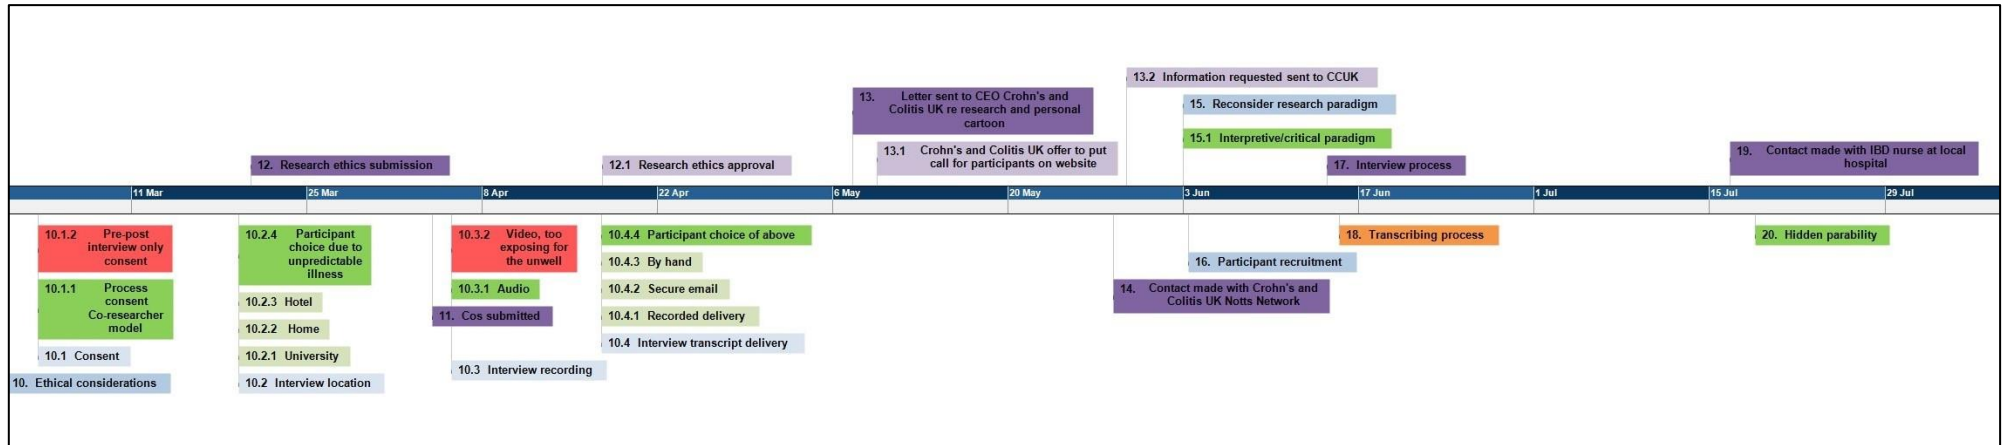 13.2 Information requested sent to CCUK
13. Letter sent to CEO Crohn's and
Colitis UK re research and personal
cartoon
15. Reconsider research paradigm
15.1 Interpretive/critical paradigm
12. Research ethics submission
12.1 Research ethics approval
13.1 Crohn's and Colitis UK offer to put
call for participants on website
17. Interview process
19. Contact made with IBD nurse at local
hospital
11 Mar
25 Mar
8 Apr
22 Apr
6 May
20 May
3 Jun
17 Jun
1 Jul
15 Jul
29 Jul
10.1.2 Pre-post
interview only
consent
10.1.1 Process
consent
Co-researcher
model
10.1 Consent
10. Ethical considerations
10.2.4 Participant
choice due to
unpredictable
illness
10.2.3 Hotel
10.2.2 Home
10.2.1 University
10.2 Interview location
10.3.2 Video, too
exposing for
the unwell
10.3.1 Audio
11. Cos submitted
10.3 Interview recording
10.4.4 Participant choice of above
10.4.3 By hand
10.4.2 Secure email
10.4.1 Recorded delivery
10.4 Interview transcript delivery
18. Transcribing process
16. Participant recruitment
14. Contact made with Crohn's and
Colitis UK Notts Network
20. Hidden parability